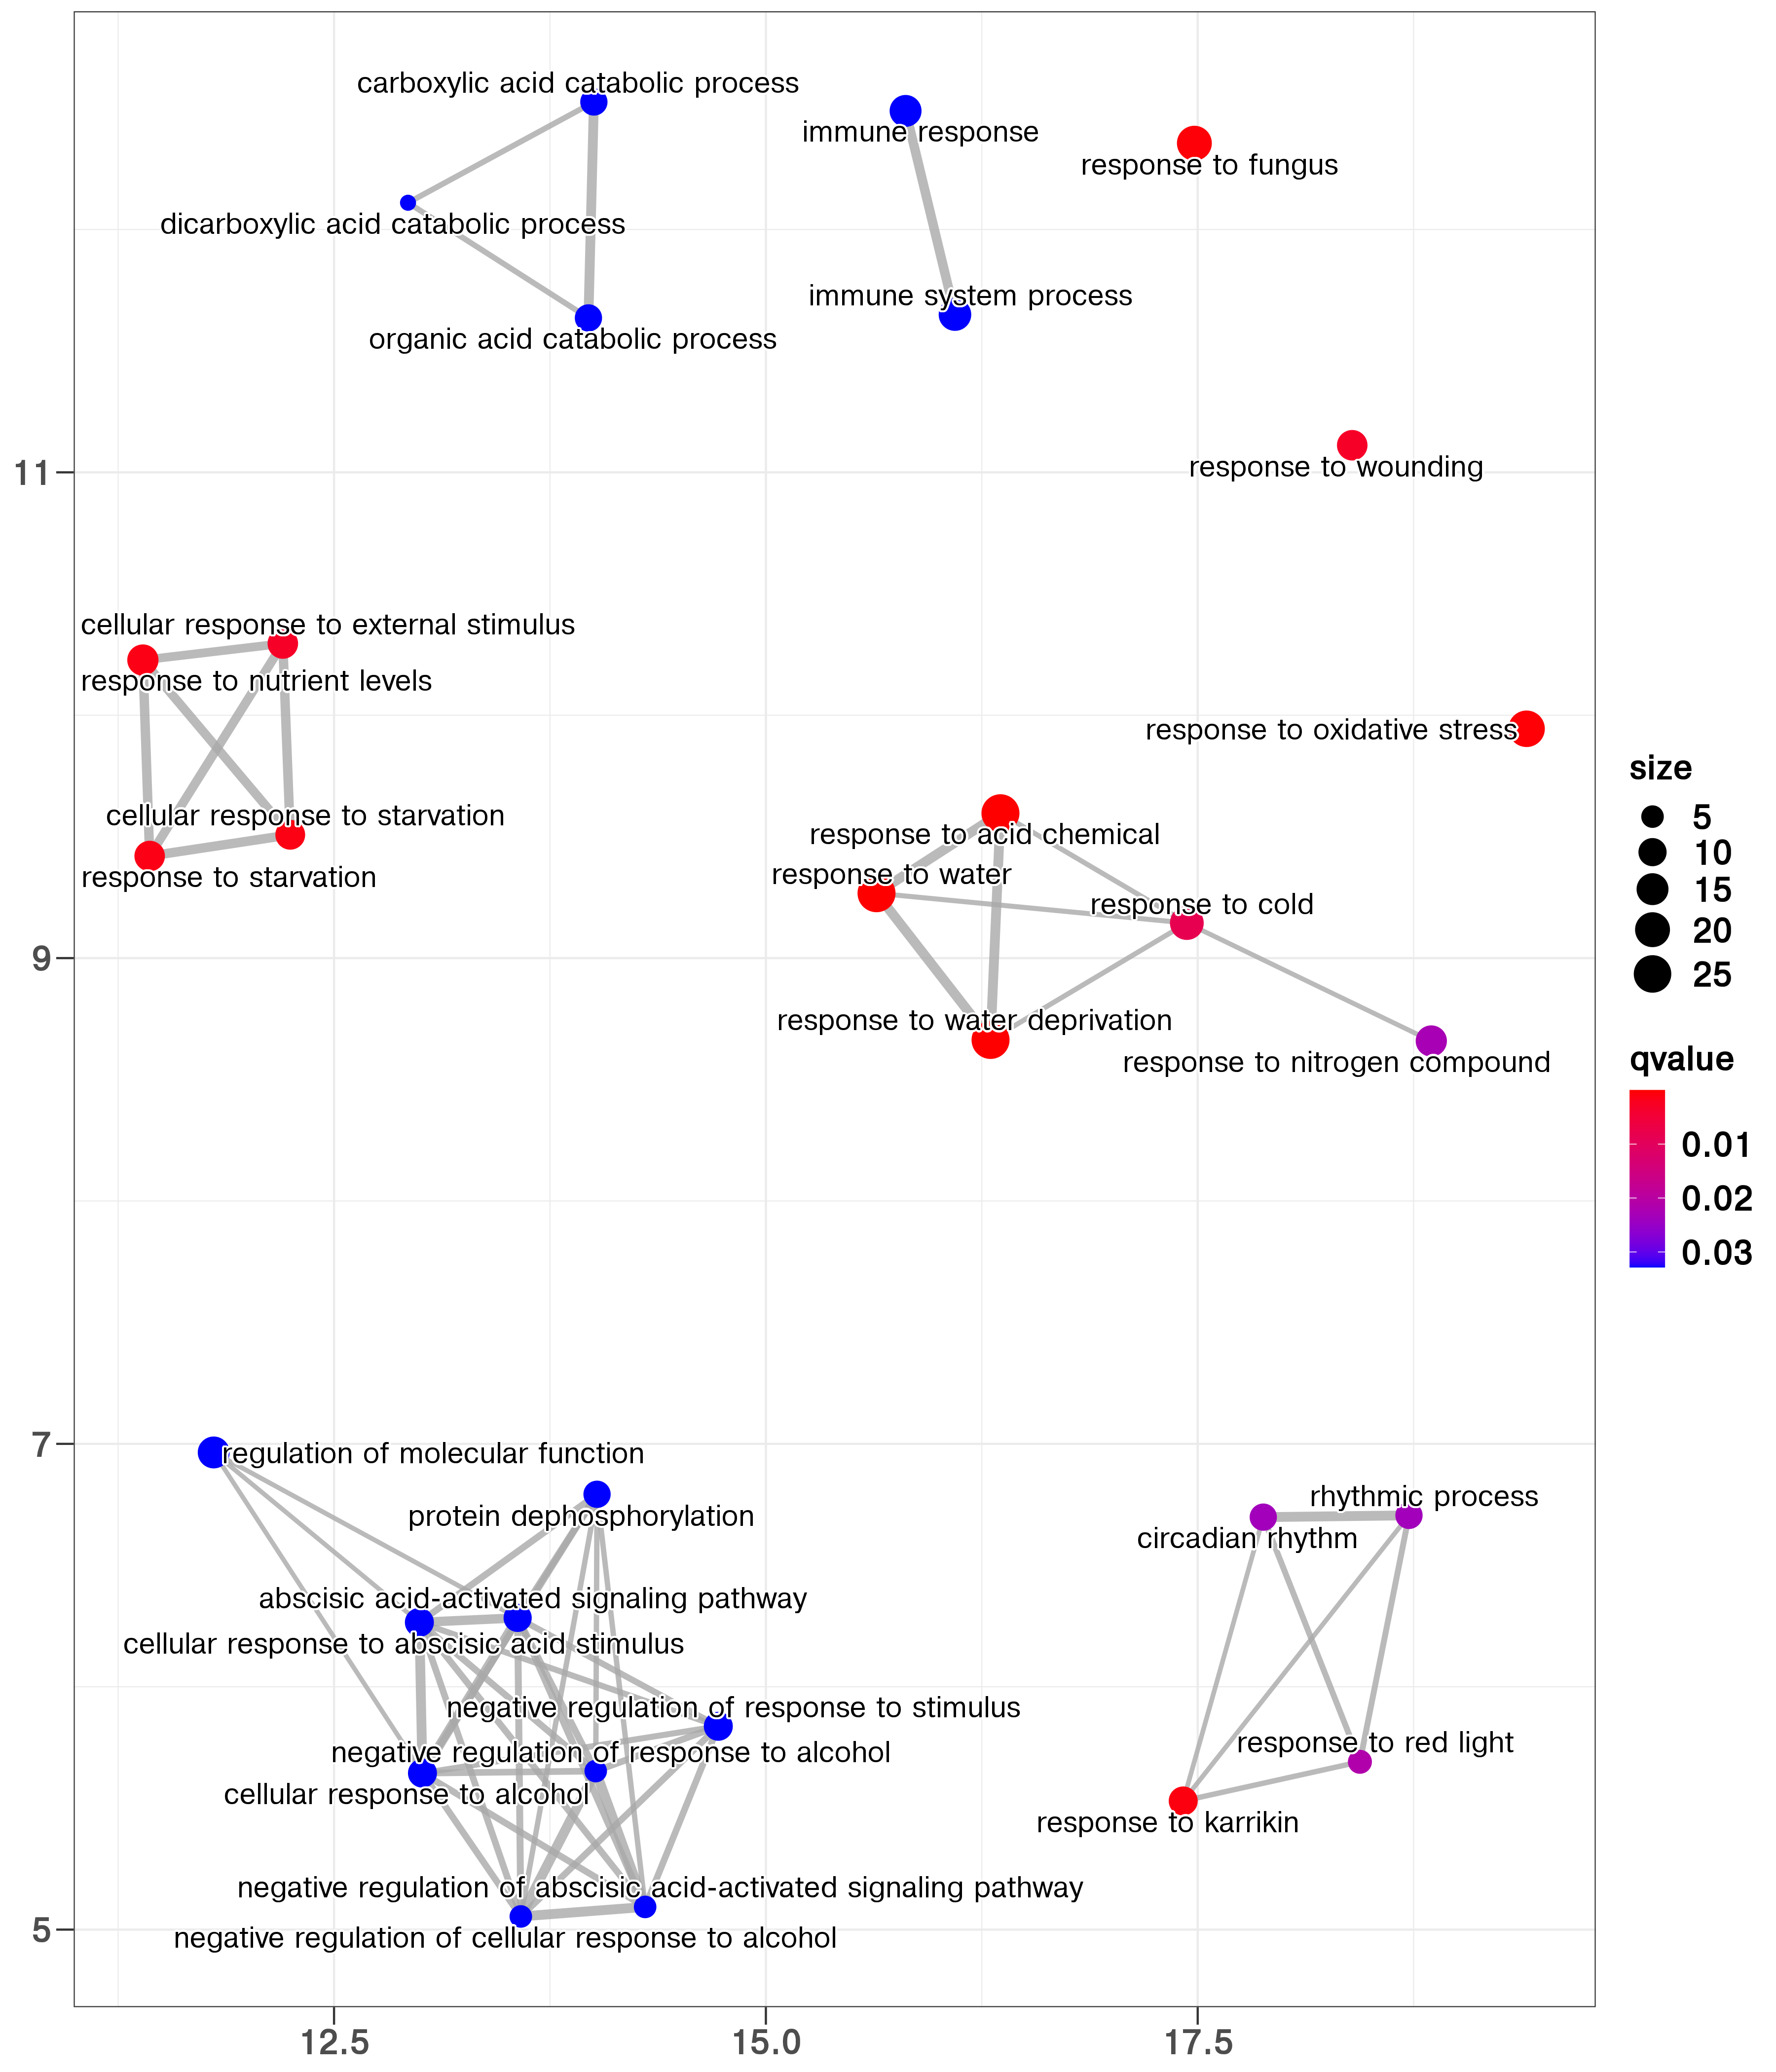 carboxylic acid catabolic process
immune response
response to fungus
dicarboxylic acid catabolic process
immune system process
organic acid catabolic process
11
response to wounding
cellular response to external stimulus
response to nutrient levels
response to oxidative stress
cellular response to starvation
response to starvation
response to acid chemical
response to water
response to cold
9
response to water deprivation
response to nitrogen compound
size
5
10
15
20
25
qvalue
0.01
0.02
0.03
7
regulation of molecular function
protein dephosphorylation
rhythmic process
circadian rhythm
abscisic acid-activated signaling pathway
cellular response to abscisic acid stimulus
negative regulation of response to stimulus
negative regulation of response to alcohol
cellular response to alcohol
response to red light
response to karrikin
negative regulation of abscisic acid-activated signaling pathway
5
negative regulation of cellular response to alcohol
12.5
15.0
17.5